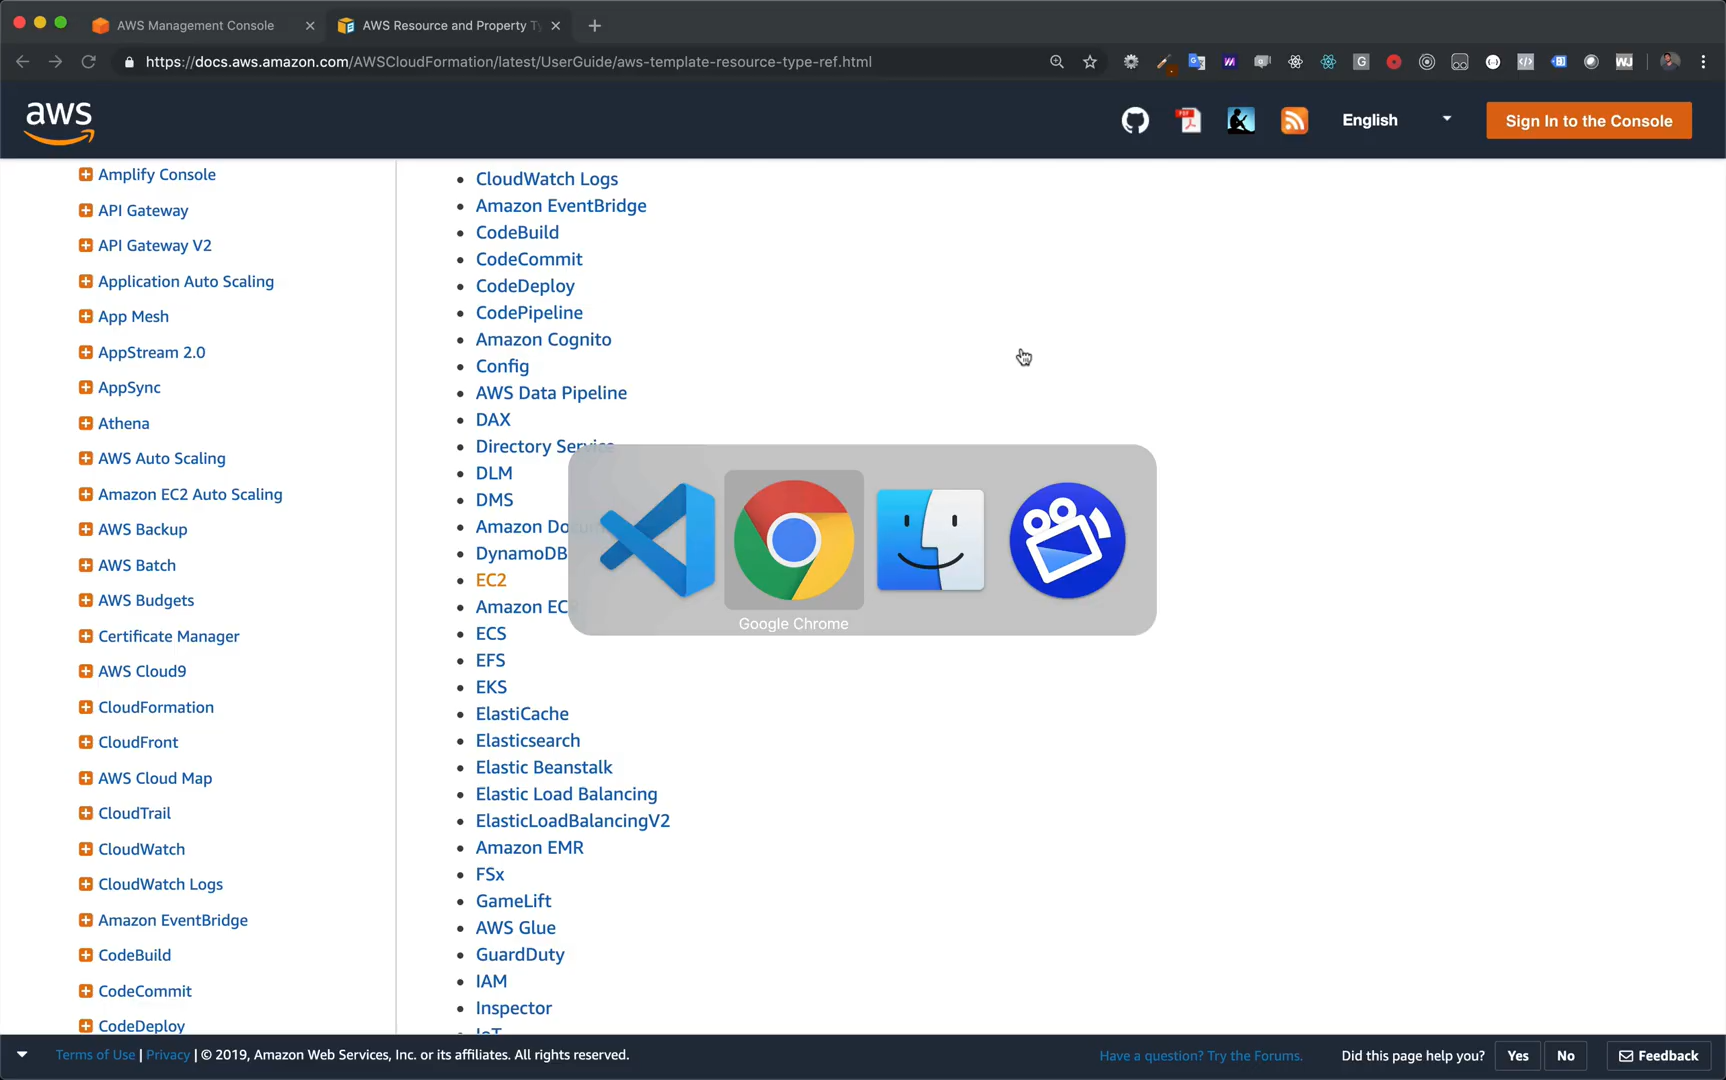 AWS Management Console
AWS Resource and Property T
https://docs.aws.amazon.com/AWSCloudFormation/latest/UserGuide/aws-template-resource-type-ref.html
aws
English
Sign In to the Console
Amplify Console
API Gateway
API Gateway V2
Application Auto Scaling
App Mesh
AppStream 2.0
AppSync
Athena
AWS Auto Scaling
Amazon EC2 Auto Scaling
AWS Backup
AWS Batch
AWS Budgets
Certificate Manager
AWS Cloud9
CloudFormation
CloudFront
AWS Cloud Map
CloudTrail
CloudWatch
CloudWatch Logs
Amazon EventBridge
CodeBuild
CodeCommit
CodeDeploy
CloudWatch Logs
Amazon EventBridge
CodeBuild
CodeCommit
CodeDeploy
CodePipeline
Amazon Cognito
Config
AWS Data Pipeline
DAX
Directory Service
DLM
DMS
Amazon Docum
DynamoDB
EC2
Amazon EC
ECS
EFS
EKS
ElastiCache
Elasticsearch
Elastic Beanstalk
Elastic Load Balancing
ElasticLoadBalancingV2
Amazon EMR
FSx
GameLift
AWS Glue
GuardDuty
IAM
Inspector
IoT
Google Chrome
Terms of Use | Privacy | © 2019, Amazon Web Services, Inc. or its affiliates. All rights reserved.
Have a question? Try the Forums.
Did this page help you?
Yes
No
Feedback